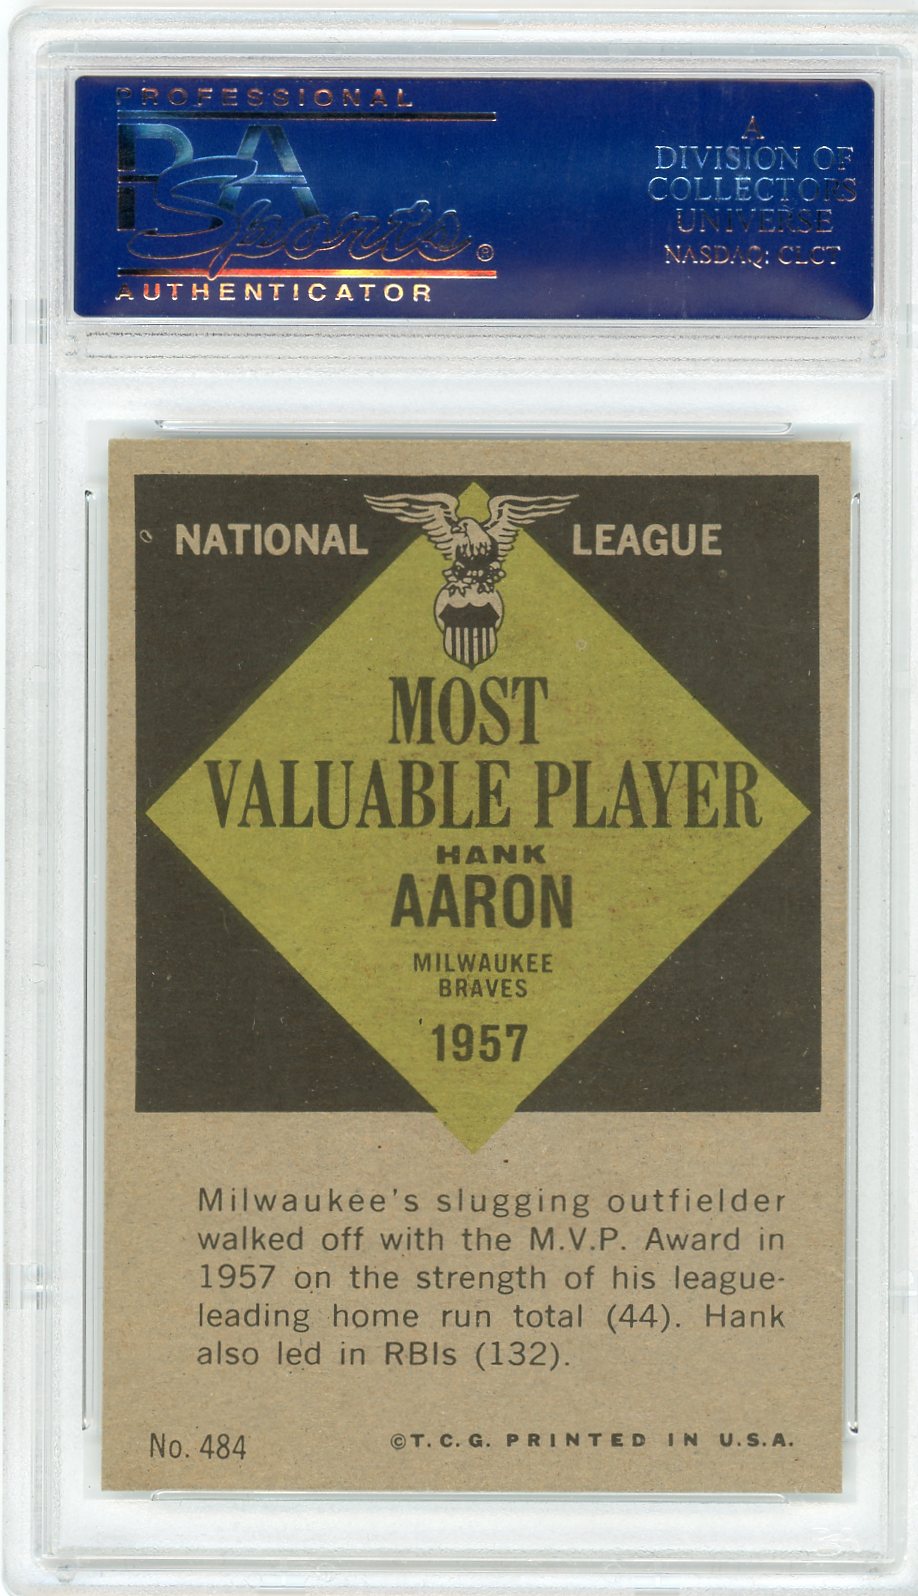 PROFESSIONAL
PSA
Sports®
AUTHENTICATOR
A
DIVISION OF
COLLECTORS
UNIVERSE
NASDAQ: CLCT
NATIONAL LEAGUE
MOST
VALUABLE PLAYER
HANK
AARON
MILWAUKEE
BRAVES
1957
Milwaukee's slugging outfielder
walked off with the M.V.P. Award in
1957 on the strength of his league-
leading home run total (44). Hank
also led in RBIs (132).
No. 484 ©T.C.G. PRINTED IN U.S.A.